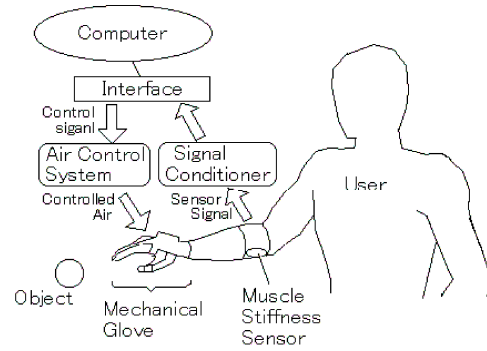 Computer
Interface
Control
siganl
Air Control
System
Signal
Conditioner
Controlled
Air
Sensor
Signal
User
Object
Mechanical
Glove
Muscle
Stiffness
Sensor